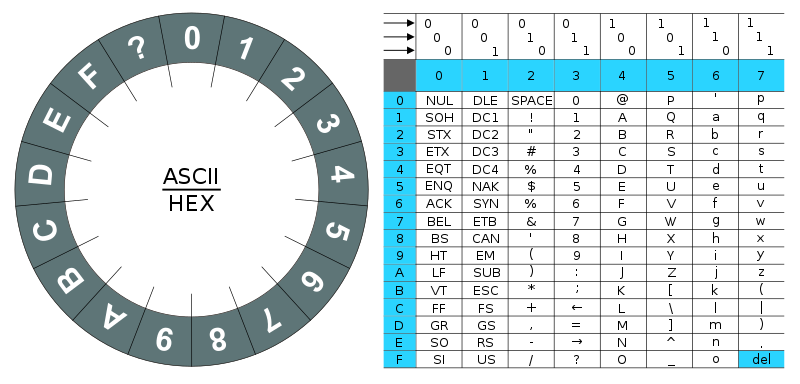 ? 0 1 2 3 4 5 6 7 8 9 A B C D E F
ASCII
HEX
0 0 0 0 1 1 1 1
0 0 1 1 0 0 1 1
0 1 0 1 0 1 0 1
0 1 2 3 4 5 6 7
0 NUL DLE SPACE 0 @ P ' p
1 SOH DC1 ! 1 A Q a q
2 STX DC2 " 2 B R b r
3 ETX DC3 # 3 C S c s
4 EQT DC4 % 4 D T d t
5 ENQ NAK $ 5 E U e u
6 ACK SYN % 6 F V f v
7 BEL ETB & 7 G W g w
8 BS CAN ' 8 H X h x
9 HT EM ( 9 I Y i y
A LF SUB ) : J Z j z
B VT ESC * ; K [ k (
C FF FS + ← L \ l |
D GR GS , = M ] m )
E SO RS - → N ^ n .
F SI US / ? O _ o del